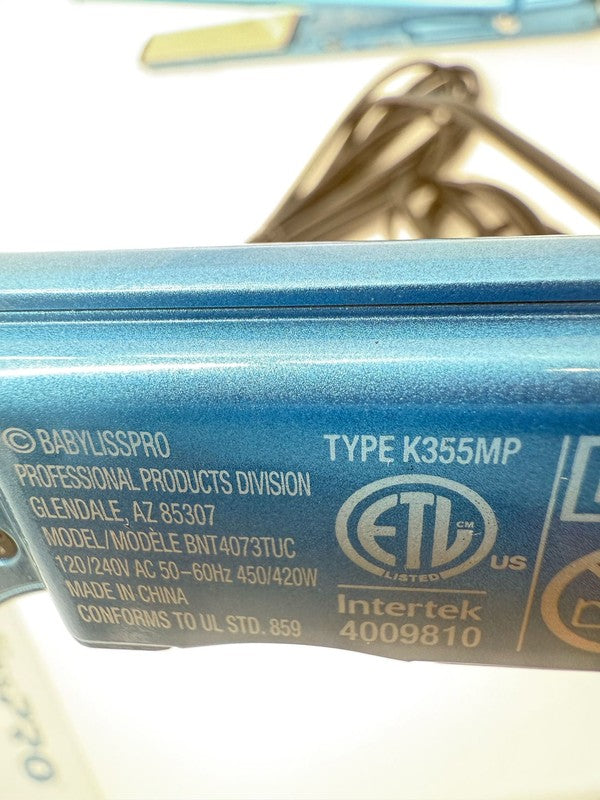 © BABYLISSPRO
PROFESSIONAL PRODUCTS DIVISION
GLENDALE, AZ 85307
MODEL/MODÈLE BNT4073TUC
120/240V AC 50–60Hz 450/420W
MADE IN CHINA
CONFORMS TO UL STD. 859
TYPE K355MP
ETL CM
LISTED
US
Intertek
4009810